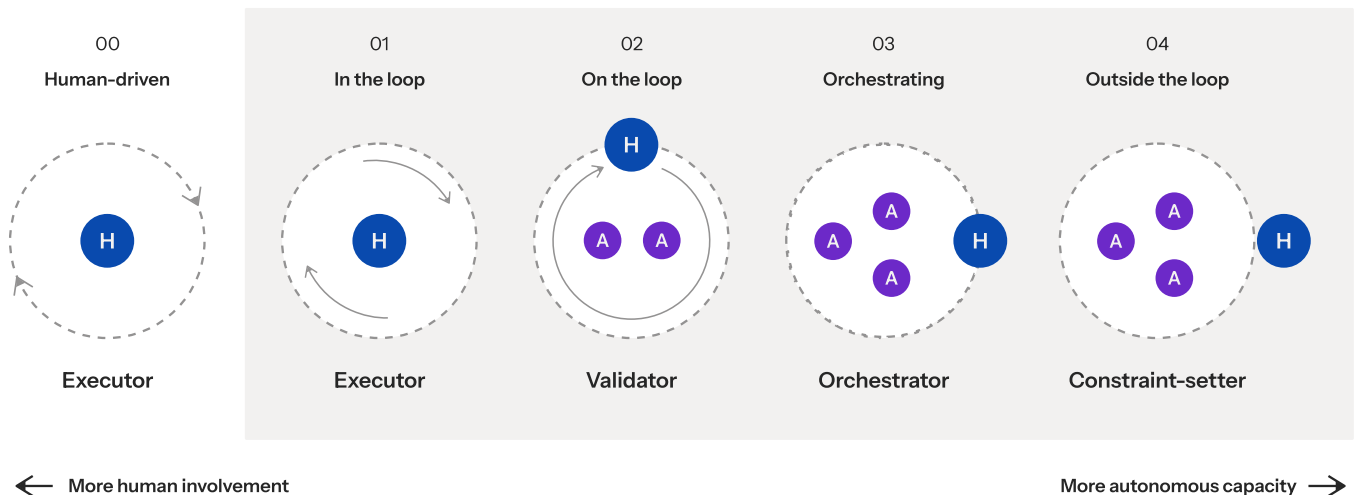 00
Human-driven
H
Executor
01
In the loop
H
Executor
02
On the loop
H
A A
Validator
03
Orchestrating
A
A
H
A
Orchestrator
04
Outside the loop
A
A
H
A
Constraint-setter
More human involvement
More autonomous capacity